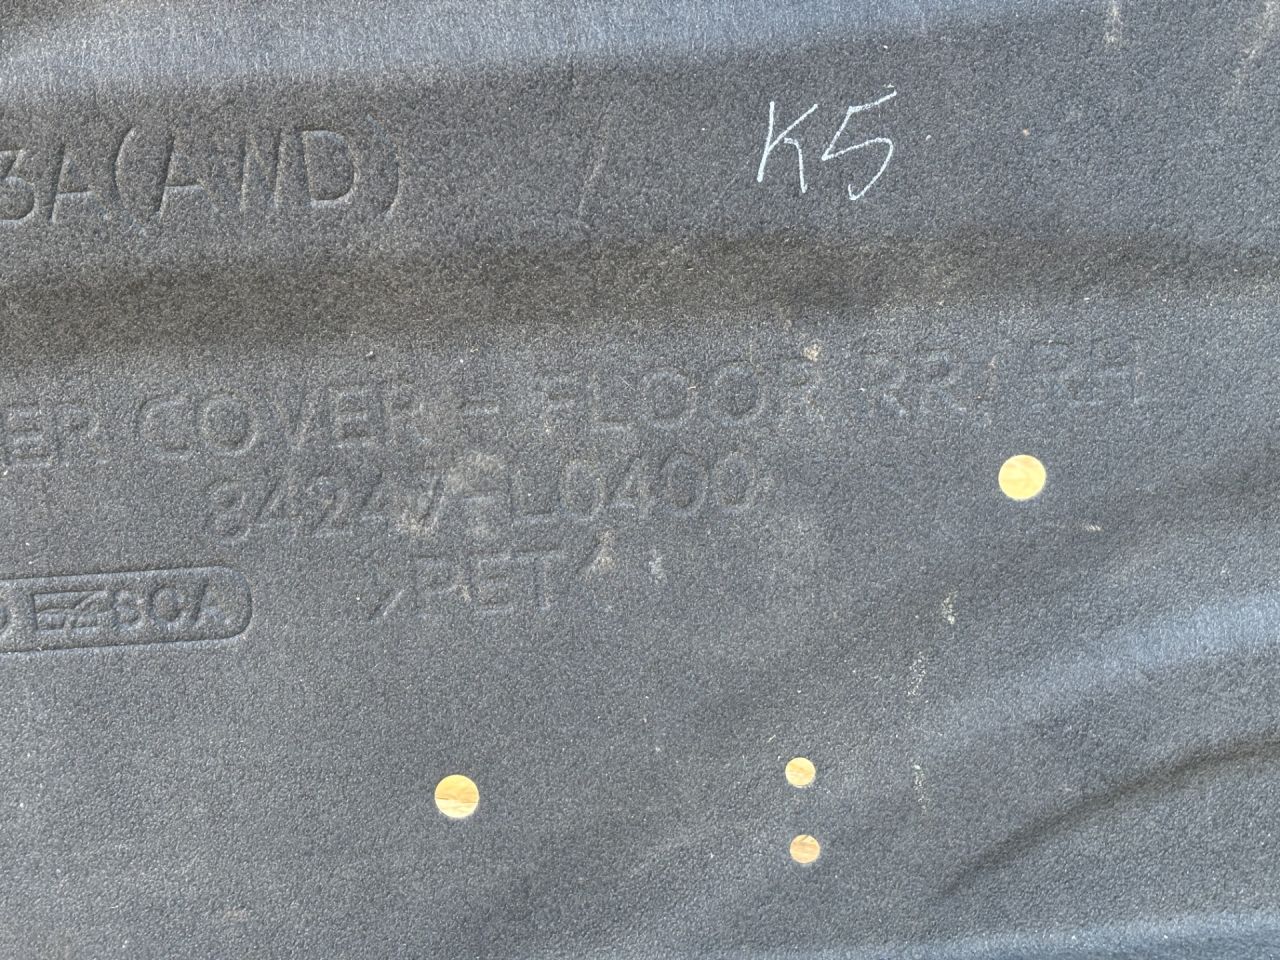 K5
3A(AWD)
ER COVER - FLOOR RR, RH
84247-L0400
>PET<